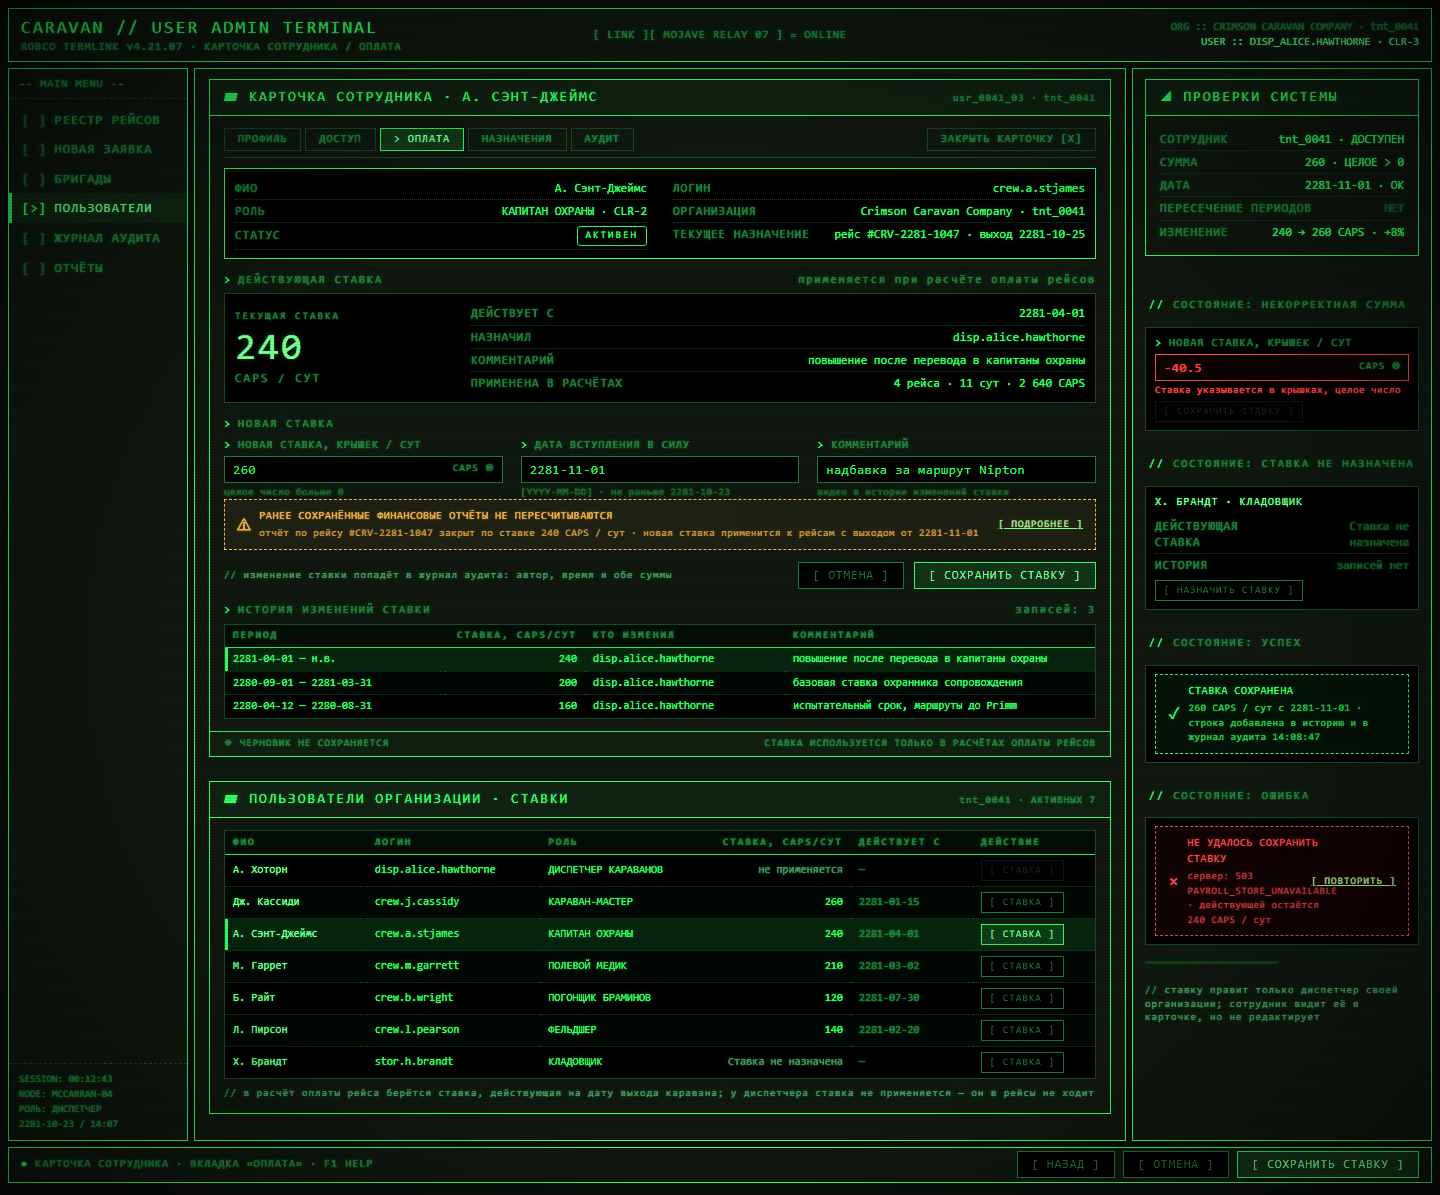 CARAVAN // USER ADMIN TERMINAL
ROBCO TERMLINK v4.21.07 · КАРТОЧКА СОТРУДНИКА / ОПЛАТА
[ LINK ][ MOJAVE RELAY 07 ] = ONLINE
ORG :: CRIMSON CARAVAN COMPANY · tnt_0041
USER :: DISP_ALICE.HAWTHORNE · CLR-3
-- MAIN MENU --
[ ] РЕЕСТР РЕЙСОВ
[ ] НОВАЯ ЗАЯВКА
[ ] БРИГАДЫ
[>] ПОЛЬЗОВАТЕЛИ
[ ] ЖУРНАЛ АУДИТА
[ ] ОТЧЁТЫ
SESSION: 00:12:43
NODE: MCCARRAN-04
РОЛЬ: ДИСПЕТЧЕР
2281-10-23 / 14:07
КАРТОЧКА СОТРУДНИКА · А. СЭНТ-ДЖЕЙМС
usr_0041_03 · tnt_0041
ПРОФИЛЬ ДОСТУП > ОПЛАТА НАЗНАЧЕНИЯ АУДИТ ЗАКРЫТЬ КАРТОЧКУ [X]
ФИО А. Сэнт-Джеймс
РОЛЬ КАПИТАН ОХРАНЫ · CLR-2
СТАТУС АКТИВЕН
ЛОГИН crew.a.stjames
ОРГАНИЗАЦИЯ Crimson Caravan Company · tnt_0041
ТЕКУЩЕЕ НАЗНАЧЕНИЕ рейс #CRV-2281-1047 · выход 2281-10-25
> ДЕЙСТВУЮЩАЯ СТАВКА применяется при расчёте оплаты рейсов
ТЕКУЩАЯ СТАВКА
240
CAPS / СУТ
ДЕЙСТВУЕТ С 2281-04-01
НАЗНАЧИЛ disp.alice.hawthorne
КОММЕНТАРИЙ повышение после перевода в капитаны охраны
ПРИМЕНЕНА В РАСЧЁТАХ 4 рейса · 11 сут · 2 640 CAPS
> НОВАЯ СТАВКА
> НОВАЯ СТАВКА, КРЫШЕК / СУТ
260 CAPS
целое число больше 0
> ДАТА ВСТУПЛЕНИЯ В СИЛУ
2281-11-01
[YYYY-MM-DD] · не раньше 2281-10-23
> КОММЕНТАРИЙ
надбавка за маршрут Nipton
виден в истории изменений ставки
РАНЕЕ СОХРАНЁННЫЕ ФИНАНСОВЫЕ ОТЧЁТЫ НЕ ПЕРЕСЧИТЫВАЮТСЯ
отчёт по рейсу #CRV-2281-1047 закрыт по ставке 240 CAPS / сут · новая ставка применится к рейсам с выходом от 2281-11-01
[ ПОДРОБНЕЕ ]
// изменение ставки попадёт в журнал аудита: автор, время и обе суммы
[ ОТМЕНА ] [ СОХРАНИТЬ СТАВКУ ]
> ИСТОРИЯ ИЗМЕНЕНИЙ СТАВКИ записей: 3
ПЕРИОД СТАВКА, CAPS/СУТ КТО ИЗМЕНИЛ КОММЕНТАРИЙ
2281-04-01 — н.в. 240 disp.alice.hawthorne повышение после перевода в капитаны охраны
2280-09-01 — 2281-03-31 200 disp.alice.hawthorne базовая ставка охранника сопровождения
2280-04-12 — 2280-08-31 160 disp.alice.hawthorne испытательный срок, маршруты до Primm
ЧЕРНОВИК НЕ СОХРАНЯЕТСЯ СТАВКА ИСПОЛЬЗУЕТСЯ ТОЛЬКО В РАСЧЁТАХ ОПЛАТЫ РЕЙСОВ
ПОЛЬЗОВАТЕЛИ ОРГАНИЗАЦИИ · СТАВКИ
tnt_0041 · АКТИВНЫХ 7
ФИО ЛОГИН РОЛЬ СТАВКА, CAPS/СУТ ДЕЙСТВУЕТ С ДЕЙСТВИЕ
А. Хоторн disp.alice.hawthorne ДИСПЕТЧЕР КАРАВАНОВ не применяется — [ СТАВКА ]
Дж. Кассиди crew.j.cassidy КАРАВАН-МАСТЕР 260 2281-01-15 [ СТАВКА ]
А. Сэнт-Джеймс crew.a.stjames КАПИТАН ОХРАНЫ 240 2281-04-01 [ СТАВКА ]
М. Гаррет crew.m.garrett ПОЛЕВОЙ МЕДИК 210 2281-03-02 [ СТАВКА ]
Б. Райт crew.b.wright ПОГОНЩИК БРАМИНОВ 120 2281-07-30 [ СТАВКА ]
Л. Пирсон crew.l.pearson ФЕЛЬДШЕР 140 2281-02-20 [ СТАВКА ]
Х. Брандт stor.h.brandt КЛАДОВЩИК Ставка не назначена — [ СТАВКА ]
// в расчёт оплаты рейса берётся ставка, действующая на дату выхода каравана; у диспетчера ставка не применяется — он в рейсы не ходит
ПРОВЕРКИ СИСТЕМЫ
СОТРУДНИК tnt_0041 · ДОСТУПЕН
СУММА 260 · ЦЕЛОЕ > 0
ДАТА 2281-11-01 · OK
ПЕРЕСЕЧЕНИЕ ПЕРИОДОВ НЕТ
ИЗМЕНЕНИЕ 240 → 260 CAPS · +8%
// СОСТОЯНИЕ: НЕКОРРЕКТНАЯ СУММА
> НОВАЯ СТАВКА, КРЫШЕК / СУТ
-40.5 CAPS
Ставка указывается в крышках, целое число
[ СОХРАНИТЬ СТАВКУ ]
// СОСТОЯНИЕ: СТАВКА НЕ НАЗНАЧЕНА
Х. БРАНДТ · КЛАДОВЩИК
ДЕЙСТВУЮЩАЯ Ставка не
СТАВКА назначена
ИСТОРИЯ записей нет
[ НАЗНАЧИТЬ СТАВКУ ]
// СОСТОЯНИЕ: УСПЕХ
СТАВКА СОХРАНЕНА
260 CAPS / сут с 2281-11-01 ·
строка добавлена в историю и в
журнал аудита 14:08:47
// СОСТОЯНИЕ: ОШИБКА
НЕ УДАЛОСЬ СОХРАНИТЬ
СТАВКУ
сервер: 503
PAYROLL_STORE_UNAVAILABLE
· действующей остаётся
240 CAPS / сут
[ ПОВТОРИТЬ ]
// ставку правит только диспетчер своей
организации; сотрудник видит её в
карточке, но не редактирует
КАРТОЧКА СОТРУДНИКА · ВКЛАДКА «ОПЛАТА» · F1 HELP
[ НАЗАД ] [ ОТМЕНА ] [ СОХРАНИТЬ СТАВКУ ]